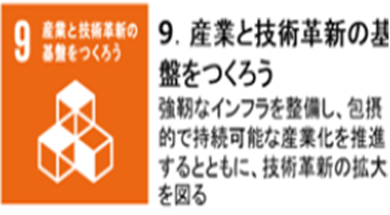 9 産業と技術革新の
基盤をつくろう
9. 産業と技術革新の基
盤をつくろう
強靭なインフラを整備し、包摂
的で持続可能な産業化を推進
するとともに、技術革新の拡大
を図る